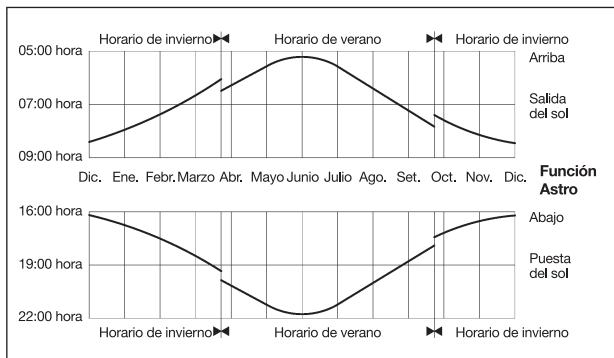 Horario de invierno Horario de verano Horario de invierno
05:00 hora Arriba
07:00 hora Salida
del sol
09:00 hora
Dic. Ene. Febr. Marzo Abr. Mayo Junio Julio Ago. Set. Oct. Nov. Dic. Función
Astro
16:00 hora Abajo
19:00 hora Puesta
del sol
22:00 hora
Horario de invierno Horario de verano Horario de invierno